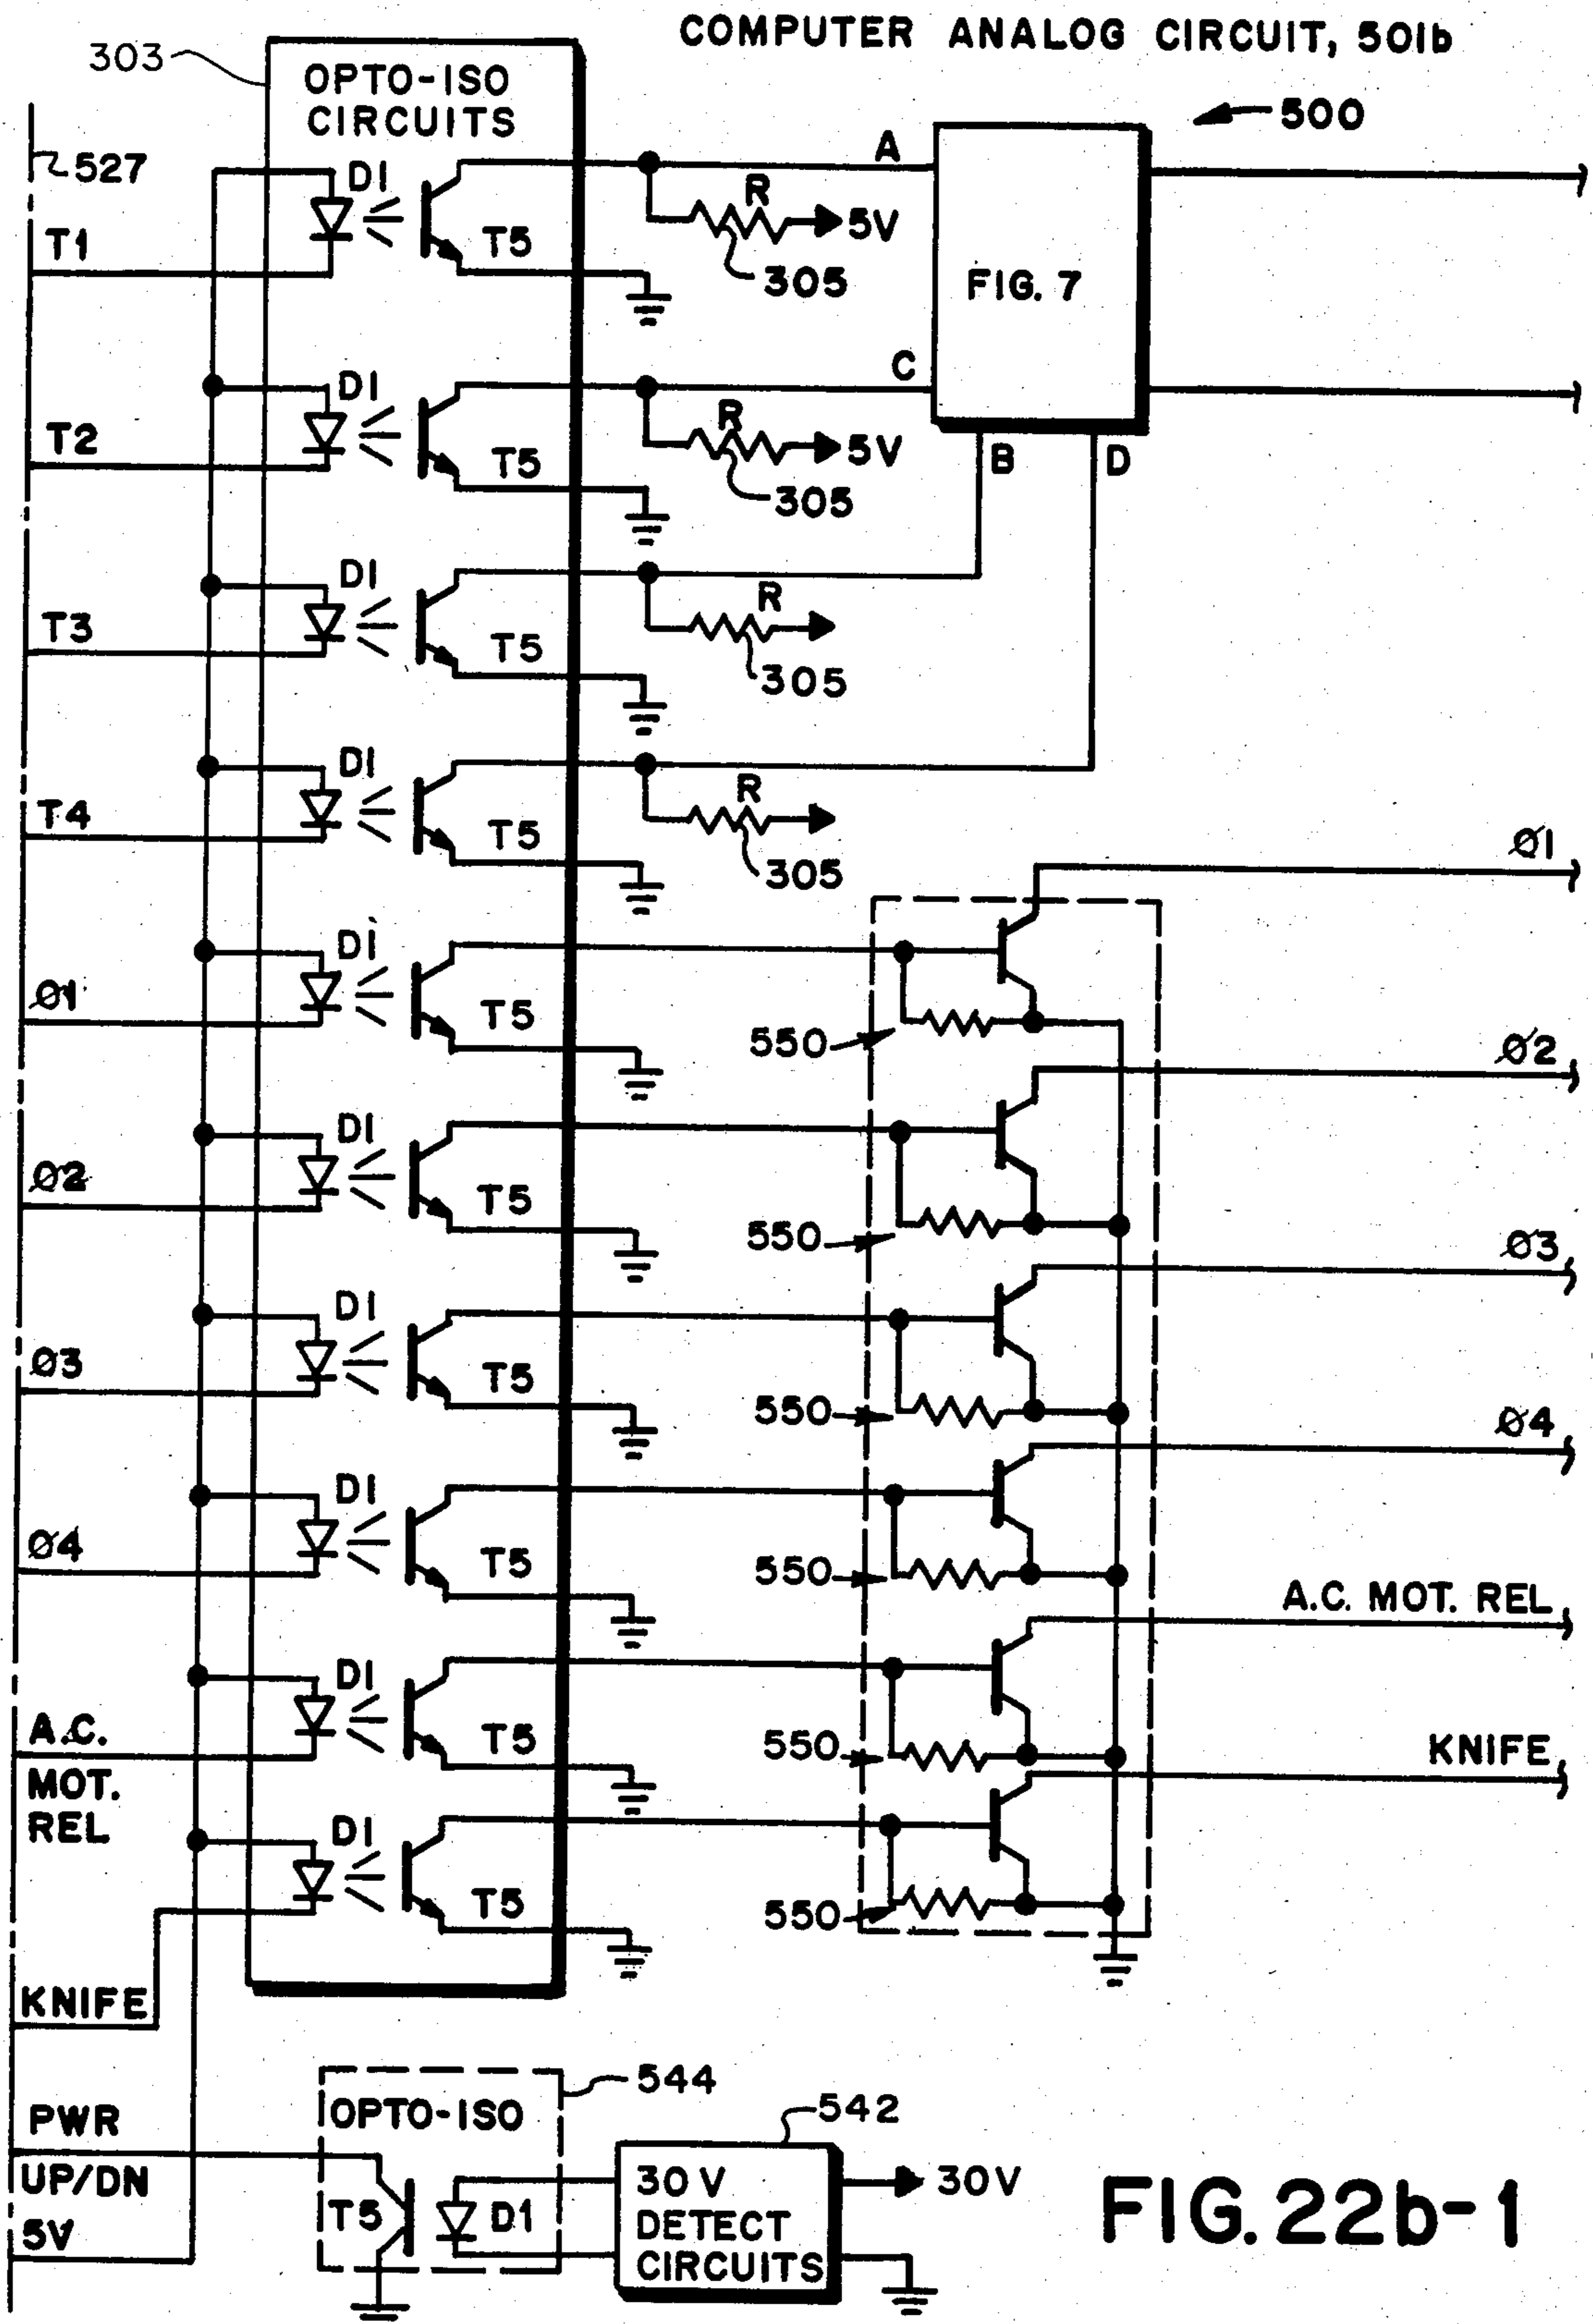 COMPUTER ANALOG CIRCUIT, 501b
303
OPTO-ISO
CIRCUITS
500
527
D1
A
R
5V
T1
T5
305
FIG. 7
D1
C
R
5V
T2
T5
305
B
D
D1
R
T3
T5
305
D1
R
T4
T5
305
Ø1
D1
Ø1
T5
550
Ø2
D1
Ø2
T5
550
Ø3
D1
Ø3
T5
550
Ø4
D1
Ø4
T5
550
A.C. MOT. REL
D1
A.C.
MOT.
REL
T5
550
KNIFE
D1
T5
550
KNIFE
544
PWR
UP/DN
OPTO-ISO
542
T5
D1
30V
DETECT
CIRCUITS
30V
5V
FIG. 22b-1